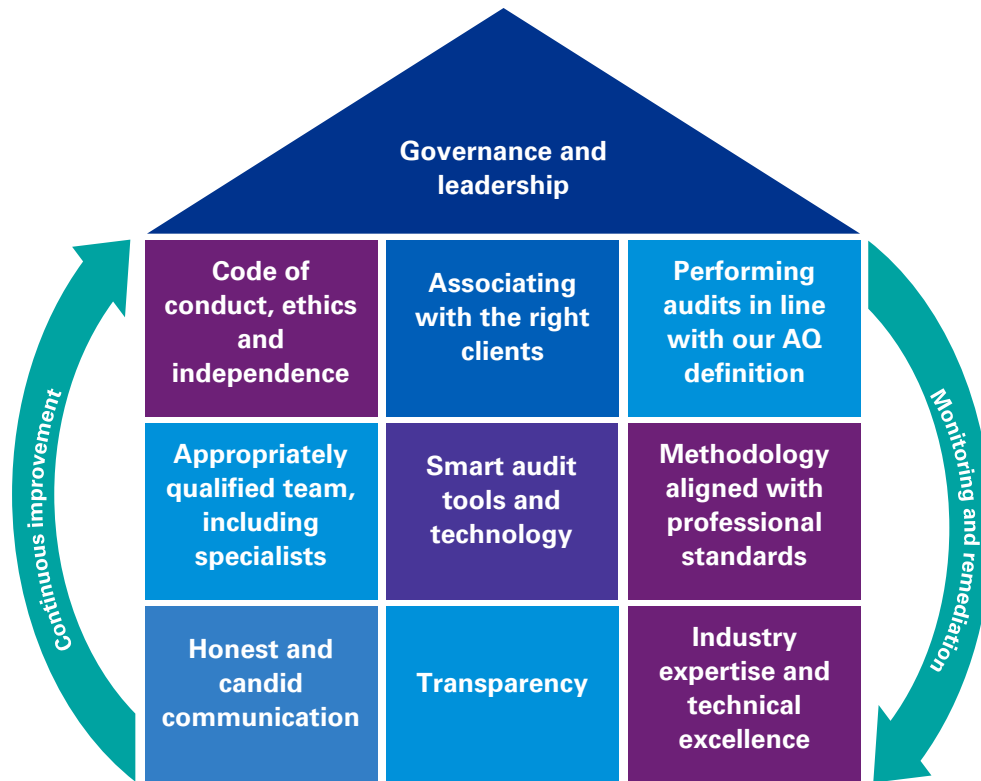 Governance and
leadership
Code of
conduct, ethics
and
independence
Associating
with the right
clients
Performing
audits in line
with our AQ
definition
Appropriately
qualified team,
including
specialists
Smart audit
tools and
technology
Methodology
aligned with
professional
standards
Honest and
candid
communication
Transparency
Industry
expertise and
technical
excellence
Continuous improvement
Monitoring and remediation